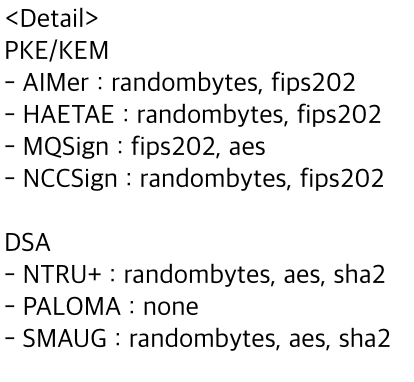 <Detail>
PKE/KEM
- AIMer : randombytes, fips202
- HAETAE : randombytes, fips202
- MQSign : fips202, aes
- NCCSign : randombytes, fips202
DSA
- NTRU+ : randombytes, aes, sha2
- PALOMA : none
- SMAUG : randombytes, aes, sha2